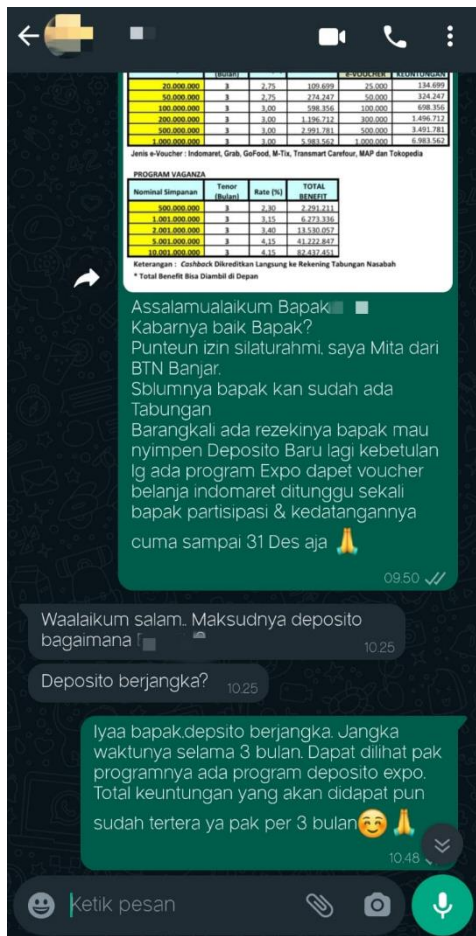 (Bulan) e-VOUCHER KEUNTUNGAN
20.000.000 3 2,75 109.699 25.000 134.699
50.000.000 3 2,75 274.247 50.000 324.247
100.000.000 3 3,00 598.356 100.000 698.356
200.000.000 3 3,00 1.196.712 300.000 1.496.712
500.000.000 3 3,00 2.991.781 500.000 3.491.781
1.000.000.000 3 3,00 5.983.562 1.000.000 6.983.562
Jenis e-Voucher : Indomaret, Grab, GoFood, M-Tix, Transmart Carefour, MAP dan Tokopedia
PROGRAM VAGANZA
Nominal Simpanan Tenor (Bulan) Rate (%) TOTAL BENEFIT
500.000.000 3 2,30 2.291.211
1.001.000.000 3 3,15 6.273.336
2.001.000.000 3 3,40 13.530.057
5.001.000.000 3 4,15 41.222.847
10.001.000.000 3 4,15 82.437.451
Keterangan : Cashback Dikreditkan Langsung ke Rekening Tabungan Nasabah
* Total Benefit Bisa Diambil di Depan
Assalamualaikum Bapak
Kabarnya baik Bapak?
Punteun izin silaturahmi, saya Mita dari
BTN Banjar.
Sblumnya bapak kan sudah ada
Tabungan
Barangkali ada rezekinya bapak mau
nyimpen Deposito Baru lagi kebetulan
lg ada program Expo dapet voucher
belanja indomaret ditunggu sekali
bapak partisipasi & kedatangannya
cuma sampai 31 Des aja 🙏
09.50
Waalaikum salam.. Maksudnya deposito
bagaimana
10.25
Deposito berjangka? 10.25
Iyaa bapak,depsito berjangka. Jangka
waktunya selama 3 bulan. Dapat dilihat pak
programnya ada program deposito expo.
Total keuntungan yang akan didapat pun
sudah tertera ya pak per 3 bulan☺️🙏
10.48
Ketik pesan